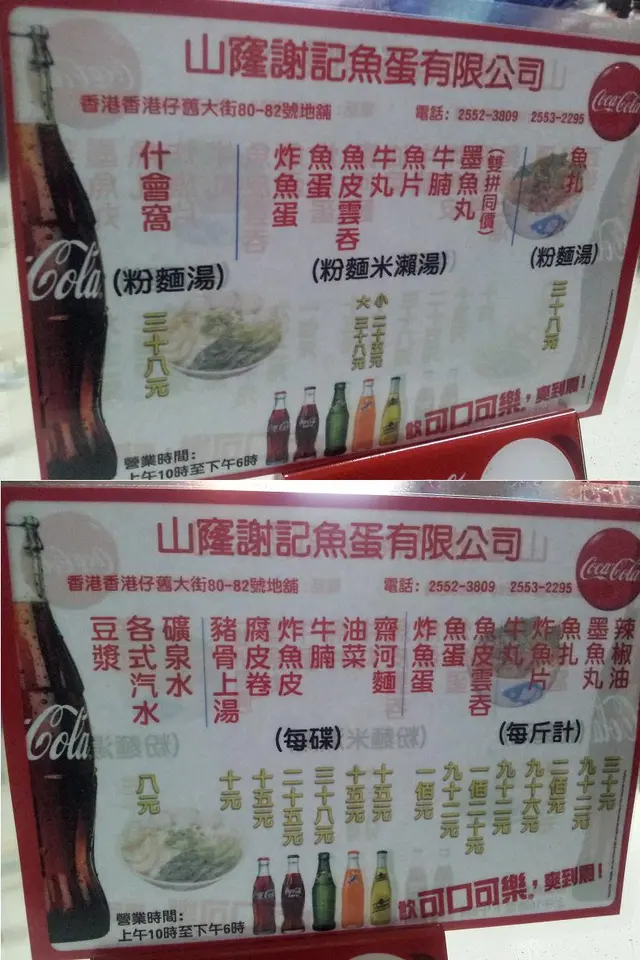 山窿謝記魚蛋有限公司
香港香港仔舊大街80-82號地舖
電話: 2552-3809 2553-2295
Coca-Cola
魚扎
(粉麵湯)
三十八元
(雙拼同價)
墨魚丸
牛腩
魚片
牛丸
魚皮雲吞
魚蛋
炸魚蛋
(粉麵米瀨湯)
小 二十五元
大 三十八元
什會窩
(粉麵湯)
三十八元
Cola
飲可口可樂,爽到爆!
營業時間:
上午10時至下午6時
山窿謝記魚蛋有限公司
香港香港仔舊大街80-82號地舖
電話: 2552-3809 2553-2295
Coca-Cola
辣椒油
墨魚丸
魚扎
炸魚片
牛丸
魚皮雲吞
魚蛋
炸魚蛋
(每斤計)
三十元
九十二元
二個元
九十六元
九十二元
一個二十元
九十二元
一個元
齋河麵
油菜
牛腩
炸魚皮
腐皮卷
豬骨上湯
(每碟)
十五元
十五元
三十八元
二十五元
十五元
十元
礦泉水
各式汽水
豆漿
八元
Cola
飲可口可樂,爽到爆!
營業時間:
上午10時至下午6時